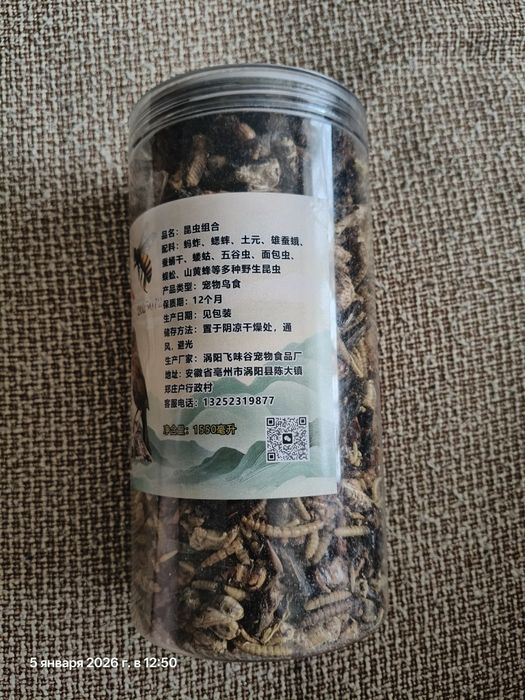 品名：昆虫组合
配料：蚂蚱、蟋蟀、土元、雄蚕蛾、
蚕蛹干、蝼蛄、五谷虫、面包虫、
蜈蚣、山黄蜂等多种野生昆虫
产品类型：宠物鸟食
保质期：12个月
生产日期：见包装
储存方法：置于阴凉干燥处，通
风，避光
生产厂家：涡阳飞味谷宠物食品厂
地址：安徽省亳州市涡阳县陈大镇
郑庄户行政村
客服电话：13252319877
净含量：1550毫升
5 января 2026 г. в 12:50